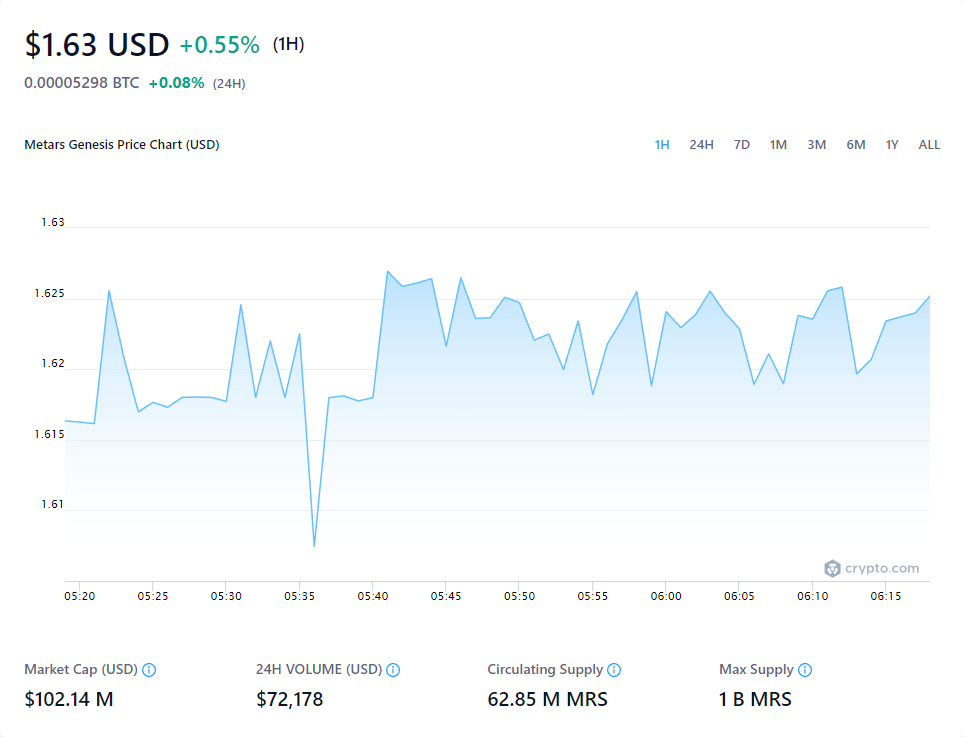 $1.63 USD +0.55% (1H)
0.00005298 BTC +0.08% (24H)
Metars Genesis Price Chart (USD) 1H 24H 7D 1M 3M 6M 1Y ALL
1.63
1.625
1.62
1.615
1.61
crypto.com
05:20 05:25 05:30 05:35 05:40 05:45 05:50 05:55 06:00 06:05 06:10 06:15
Market Cap (USD) 24H VOLUME (USD) Circulating Supply Max Supply
$102.14 M $72,178 62.85 M MRS 1 B MRS